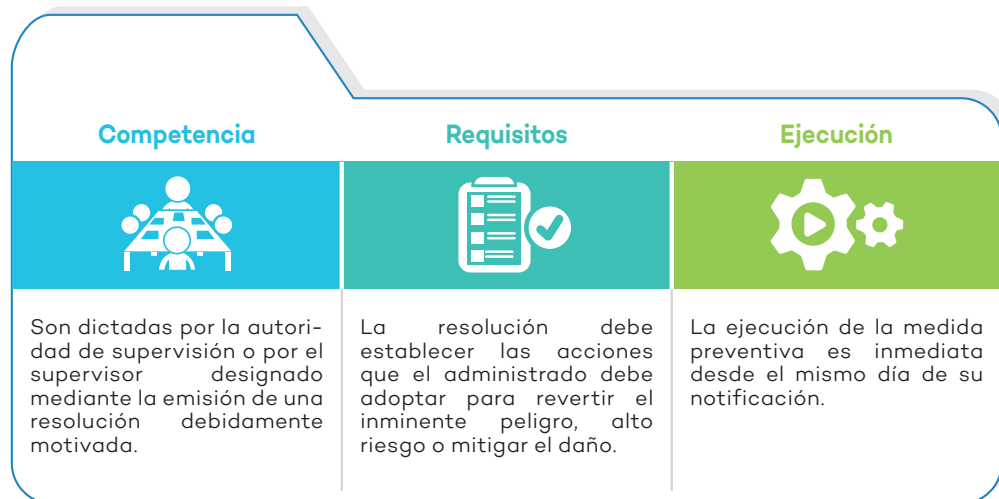 Competencia
Son dictadas por la autori-
dad de supervisión o por el
supervisor designado
mediante la emisión de una
resolución debidamente
motivada.
Requisitos
La resolución debe
establecer las acciones
que el administrado debe
adoptar para revertir el
inminente peligro, alto
riesgo o mitigar el daño.
Ejecución
La ejecución de la medida
preventiva es inmediata
desde el mismo día de su
notificación.